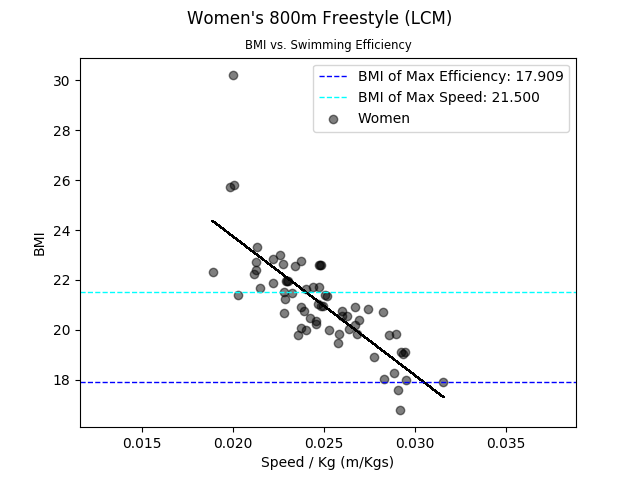 Women's 800m Freestyle (LCM)
BMI vs. Swimming Efficiency
BMI of Max Efficiency: 17.909
BMI of Max Speed: 21.500
Women
30
28
26
24
22
20
18
BMI
0.015
0.020
0.025
0.030
0.035
Speed / Kg (m/Kgs)